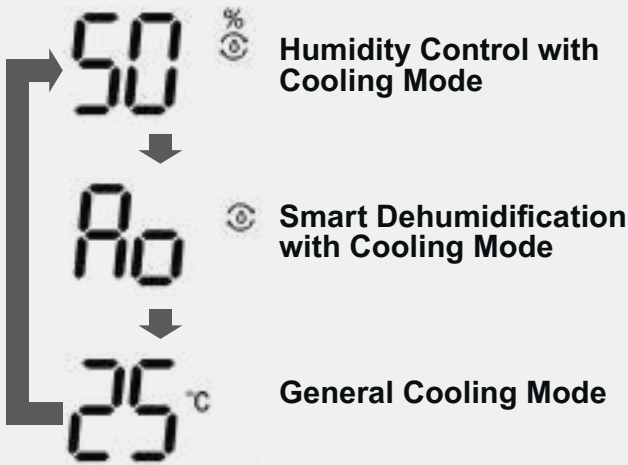 50 %
Humidity Control with
Cooling Mode
Ao
Smart Dehumidification
with Cooling Mode
25 °C
General Cooling Mode